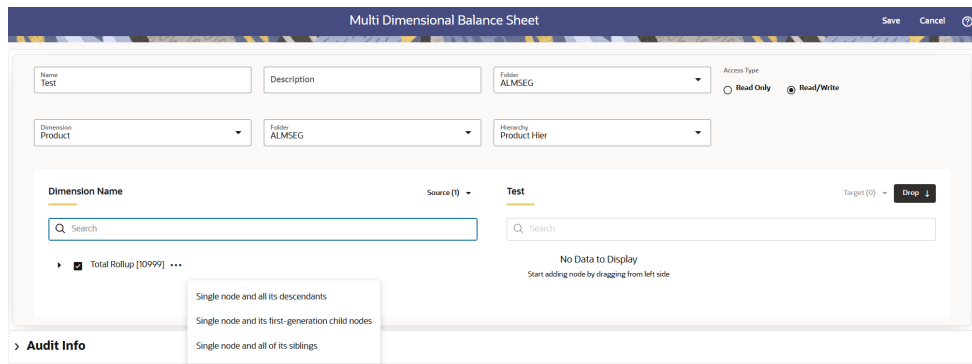 Multi Dimensional Balance Sheet
Save Cancel
Name
Test
Description
Folder
ALMSEG
Access Type
Read Only Read/Write
Dimension
Product
Folder
ALMSEG
Hierarchy
Product Hier
Dimension Name
Source (1)
Test
Target (0)
Drop ↓
Search
Search
Total Rollup [10999] •••
No Data to Display
Start adding node by dragging from left side
Single node and all its descendants
Single node and its first-generation child nodes
Single node and all of its siblings
Audit Info